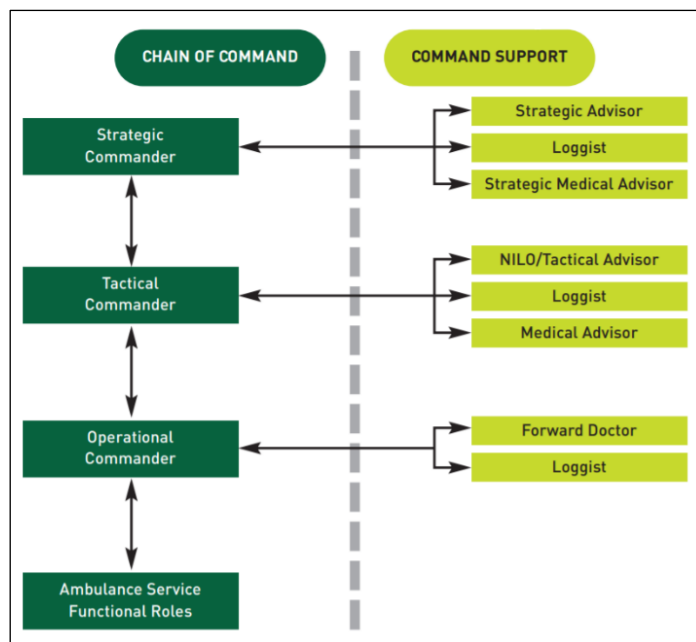 CHAIN OF COMMAND
COMMAND SUPPORT
Strategic
Commander
Strategic Advisor
Loggist
Strategic Medical Advisor
Tactical
Commander
NILO/Tactical Advisor
Loggist
Medical Advisor
Operational
Commander
Forward Doctor
Loggist
Ambulance Service
Functional Roles